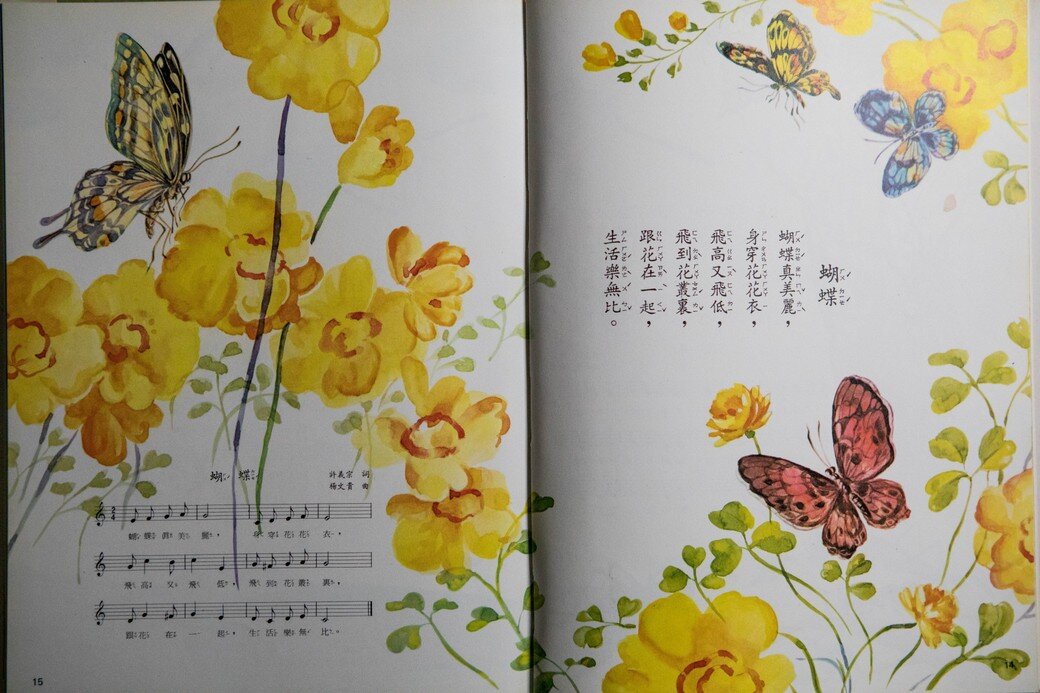 蝴蝶
蝴蝶真美麗，
身穿花花衣，
飛高又飛低，
飛到花叢裏，
跟花在一起，
生活樂無比。
14
蝴蝶
許義宗 詞
楊文貴 曲
蝴蝶真美麗，身穿花花衣，
飛高又飛低，飛到花叢裏，
跟花在一起，生活樂無比。
15